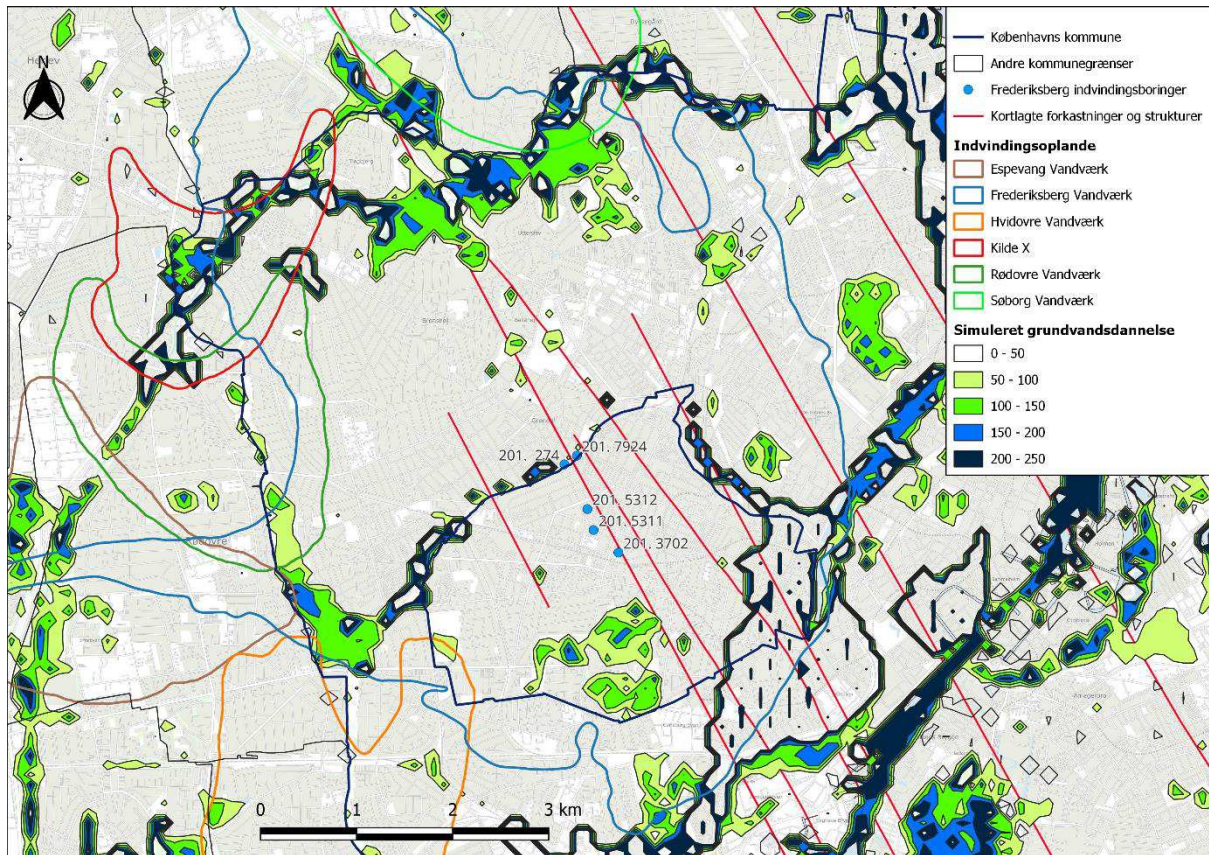 N
Københavns kommune
Andre kommunegrænser
Frederiksberg indvindingsboringer
Kortlagte forkastninger og strukturer
Indvindingsoplande
Espevang Vandværk
Frederiksberg Vandværk
Hvidovre Vandværk
Kilde X
Rødovre Vandværk
Søborg Vandværk
Simuleret grundvandsdannelse
0 - 50
50 - 100
100 - 150
150 - 200
200 - 250
Utterslev
201. 7924
201. 274
201. 5312
201. 5311
201. 3702
0 1 2 3 km